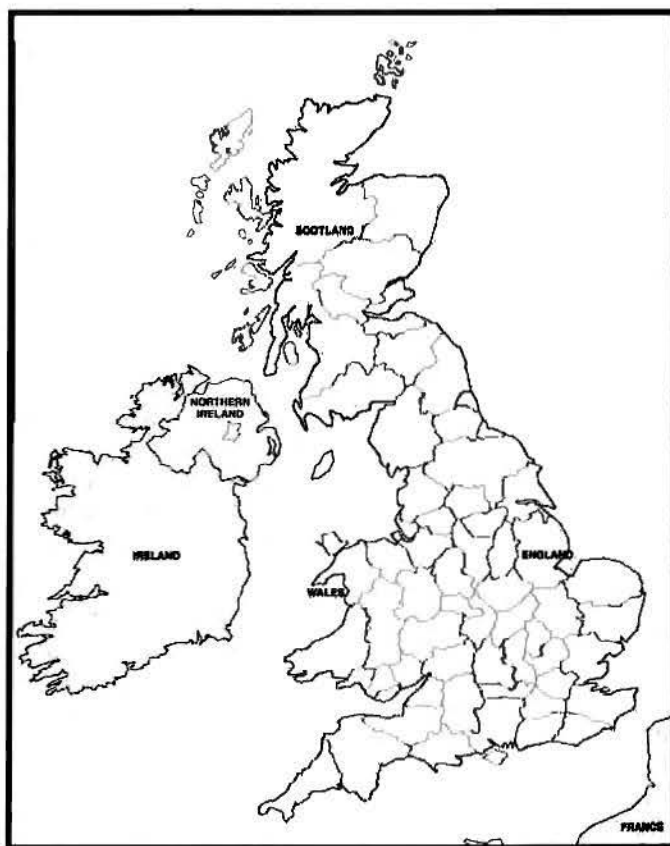 SCOTLAND
NORTHERN
IRELAND
IRELAND
ENGLAND
WALES
FRANCE